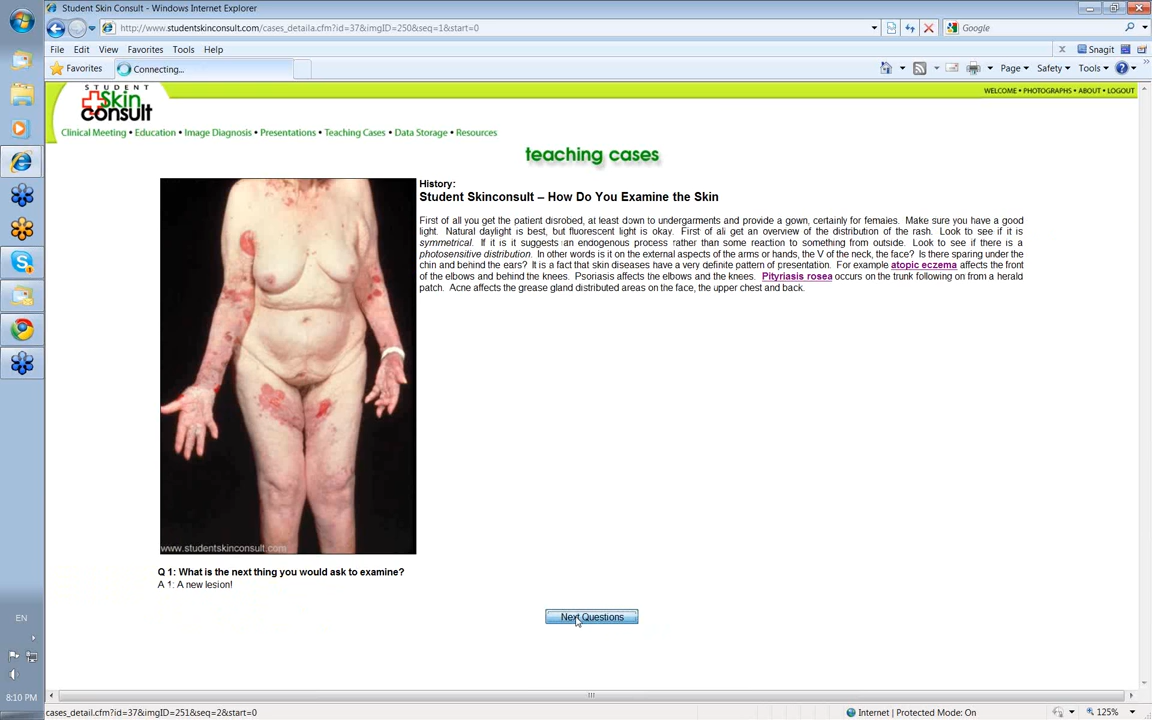 Student Skin Consult - Windows Internet Explorer
http://www.studentskinconsult.com/cases_detaila.cfm?id=37&imgID=250&seq=1&start=0
Google
File Edit View Favorites Tools Help
X Snagit
Favorites Connecting...
Page Safety Tools
STUDENT
Skin
consult
WELCOME • PHOTOGRAPHS • ABOUT • LOGOUT
Clinical Meeting • Education • Image Diagnosis • Presentations • Teaching Cases • Data Storage • Resources
teaching cases
History:
Student Skinconsult – How Do You Examine the Skin
First of all you get the patient disrobed, at least down to undergarments and provide a gown, certainly for females. Make sure you have a good
light. Natural daylight is best, but fluorescent light is okay. First of all get an overview of the distribution of the rash. Look to see if it is
symmetrical. If it is it suggests an endogenous process rather than some reaction to something from outside. Look to see if there is a
photosensitive distribution. In other words is it on the external aspects of the arms or hands, the V of the neck, the face? Is there sparing under the
chin and behind the ears? It is a fact that skin diseases have a very definite pattern of presentation. For example atopic eczema affects the front
of the elbows and behind the knees. Psoriasis affects the elbows and the knees. Pityriasis rosea occurs on the trunk following on from a herald
patch. Acne affects the grease gland distributed areas on the face, the upper chest and back.
www.studentskinconsult.com
Q 1: What is the next thing you would ask to examine?
A 1: A new lesion!
Next Questions
EN
8:10 PM
cases_detail.cfm?id=37&imgID=251&seq=2&start=0
Internet | Protected Mode: On
125%